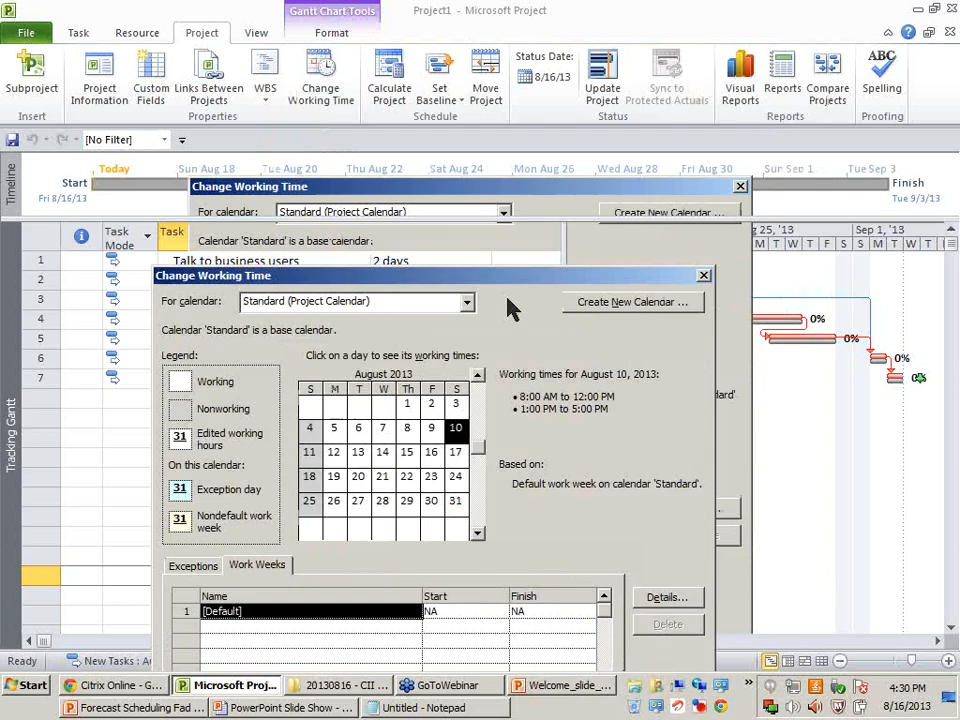 Gantt Chart Tools
Project1 - Microsoft Project
File Task Resource Project View Format
Status Date:
8/16/13
Subproject
Project Information
Custom Fields
Links Between Projects
WBS
Change Working Time
Calculate Project
Set Baseline
Move Project
Update Project
Sync to Protected Actuals
Visual Reports
Reports
Compare Projects
ABC
Spelling
Insert Properties Schedule Status Reports Proofing
[No Filter]
Timeline
Today Sun Aug 18 Tue Aug 20 Thu Aug 22 Sat Aug 24 Mon Aug 26 Wed Aug 28 Fri Aug 30 Sun Sep 1 Tue Sep 3
Start
Fri 8/16/13
Finish
Tue 9/3/13
Change Working Time
For calendar: Standard (Project Calendar) Create New Calendar ...
Calendar 'Standard' is a base calendar:
Task Mode
Task
25, '13 Sep 1, '13
M T W T F S S M T W T
1 Talk to business users 2 days
2
3
4 0%
5 0%
6 0%
7 0%
Tracking Gantt
Change Working Time
For calendar: Standard (Project Calendar) Create New Calendar ...
Calendar 'Standard' is a base calendar.
Legend:
Working
Nonworking
31 Edited working hours
On this calendar:
31 Exception day
31 Nondefault work week
Click on a day to see its working times:
August 2013
S M T W Th F S
1 2 3
4 5 6 7 8 9 10
11 12 13 14 15 16 17
18 19 20 21 22 23 24
25 26 27 28 29 30 31
Working times for August 10, 2013:
• 8:00 AM to 12:00 PM
• 1:00 PM to 5:00 PM
Based on:
Default work week on calendar 'Standard'.
dard'.
Exceptions Work Weeks
Name Start Finish
1 [Default] NA NA
Details...
Delete
Ready New Tasks : Au
Start Citrix Online - G... Microsoft Proj... 20130816 - CII ... GoToWebinar Welcome_slide_... 4:30 PM
Forecast Scheduling Fad ... PowerPoint Slide Show - ... Untitled - Notepad 8/16/2013